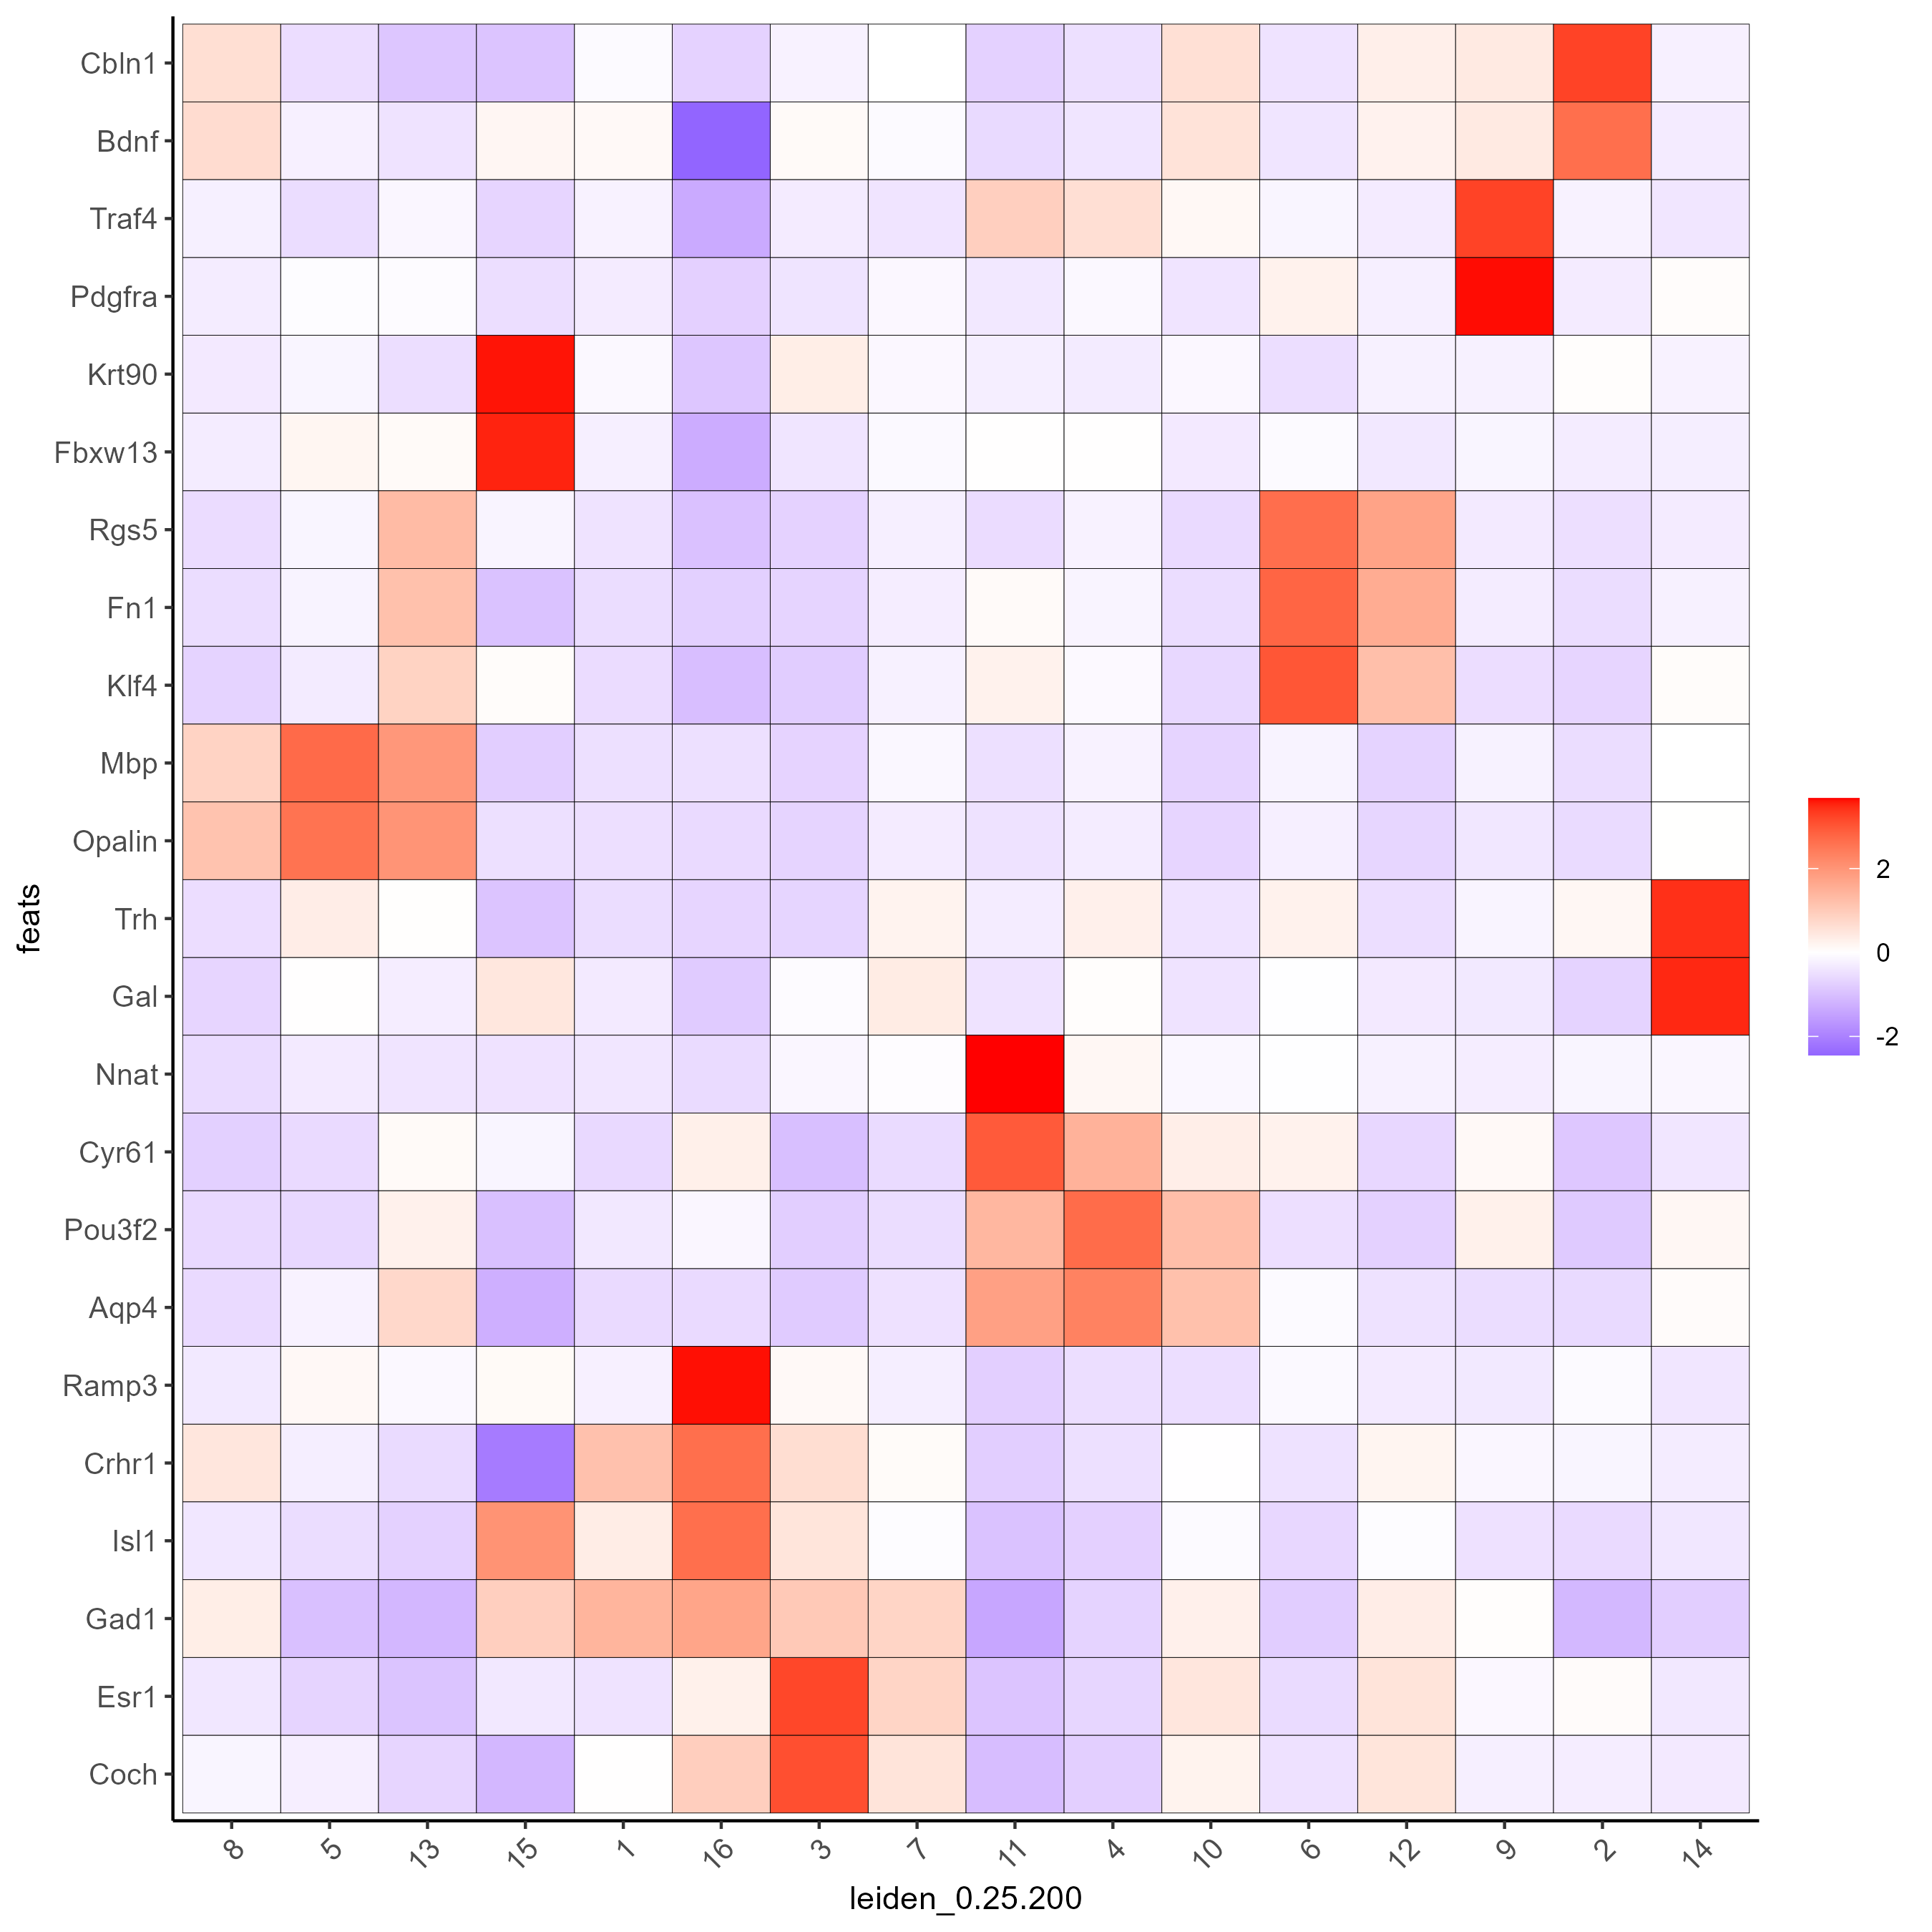 Cbln1
Bdnf
Traf4
Pdgfra
Krt90
Fbxw13
Rgs5
Fn1
Klf4
Mbp
Opalin
Trh
Gal
Nnat
Cyr61
Pou3f2
Aqp4
Ramp3
Crhr1
Isl1
Gad1
Esr1
Coch
feats
8 5 13 15 1 16 3 7 11 4 10 6 12 9 2 14
leiden_0.25.200
2
0
-2